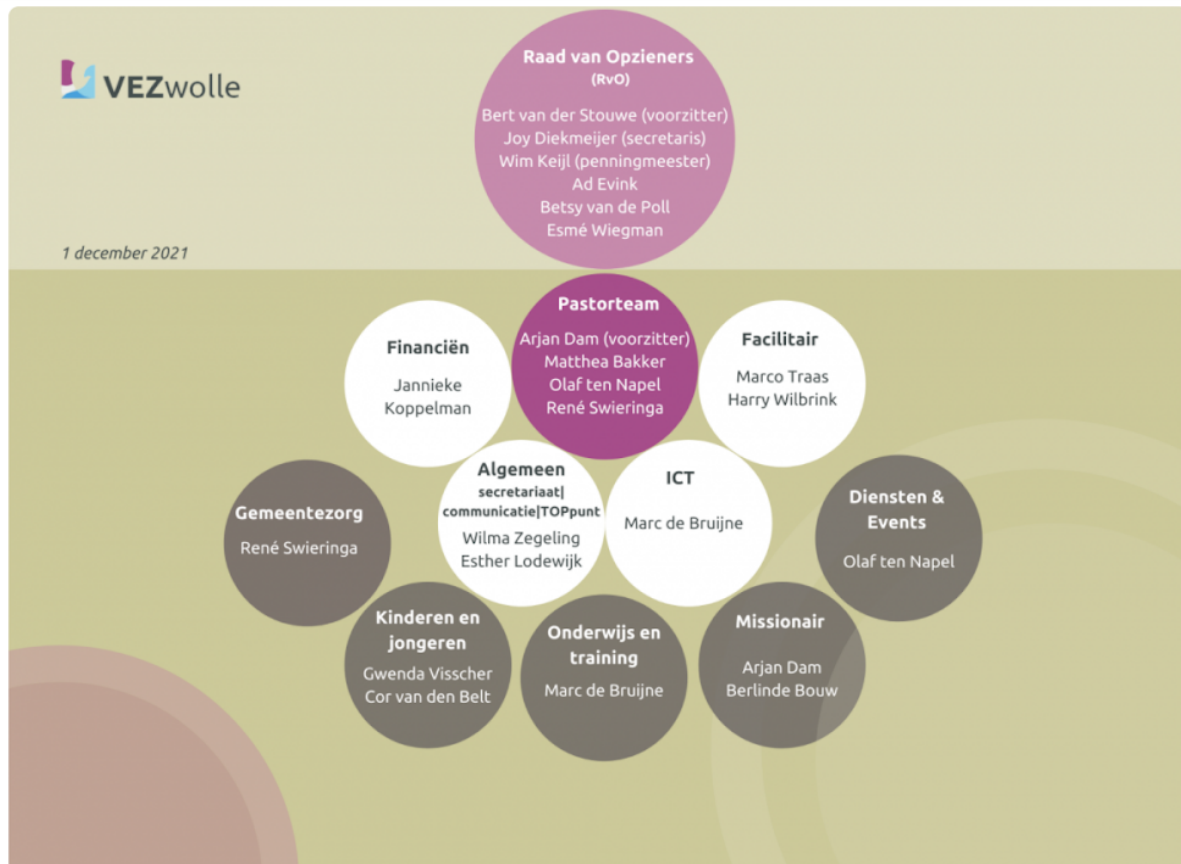 Raad van Opzieners
(RvO)
Bert van der Stouwe (voorzitter)
Joy Diekmeijer (secretaris)
Wim Keijl (penningmeester)
Ad Evink
Betsy van de Poll
Esmé Wiegman
VEZwolle
1 december 2021
Pastorteam
Arjan Dam (voorzitter)
Matthea Bakker
Olaf ten Napel
René Swieringa
Financiën
Jannieke
Koppelman
Facilitair
Marco Traas
Harry Wilbrink
Algemeen
secretariaat|
communicatie|TOPpunt
Wilma Zegeling
Esther Lodewijk
ICT
Marc de Bruijne
Gemeentezorg
René Swieringa
Diensten &
Events
Olaf ten Napel
Kinderen en
jongeren
Gwenda Visscher
Cor van den Belt
Onderwijs en
training
Marc de Bruijne
Missionair
Arjan Dam
Berlinde Bouw